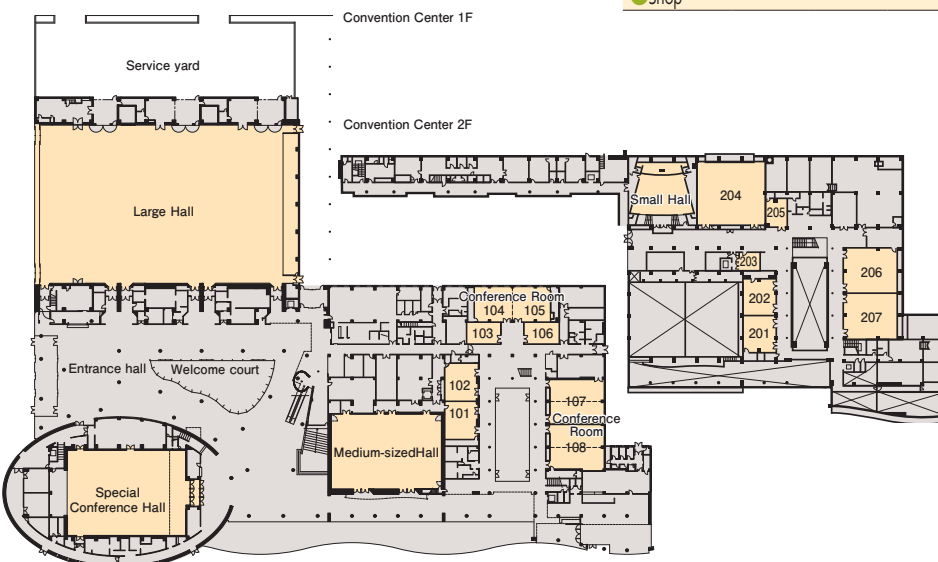 shop
Convention Center 1F
Service yard
Convention Center 2F
Large Hall
Small Hall
204
205
203
206
202
201
207
Conference Room
104
105
103
106
Entrance hall
Welcome court
102
101
107
Conference
Room
108
Medium-sizedHall
Special
Conference Hall